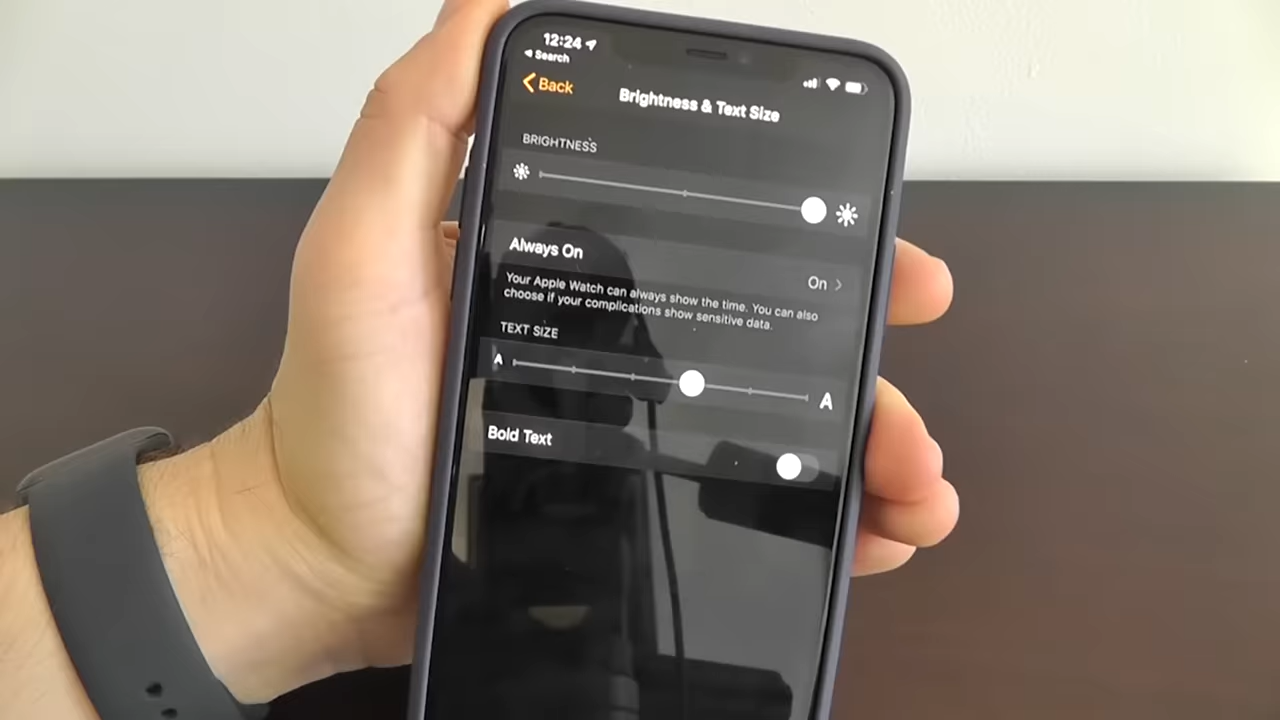 12:24
Search
Back
Brightness & Text Size
BRIGHTNESS
Always On
On
Your Apple Watch can always show the time. You can also
choose if your complications show sensitive data.
TEXT SIZE
A A
Bold Text